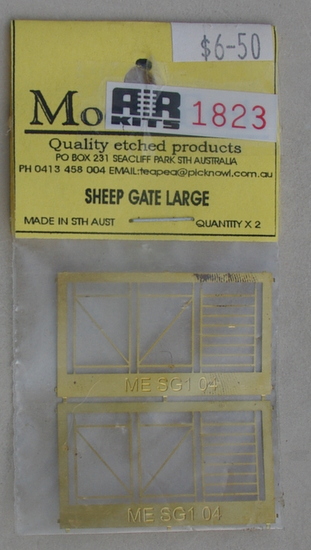 $6-50
Mo
AR
KITS
1823
Quality etched products
PO BOX 231 SEACLIFF PARK STH AUSTRALIA
PH 0413 458 004 EMAIL:teapea@picknowl.com.au
SHEEP GATE LARGE
MADE IN STH AUST QUANTITY X 2
ME SG1 04
ME SG1 04